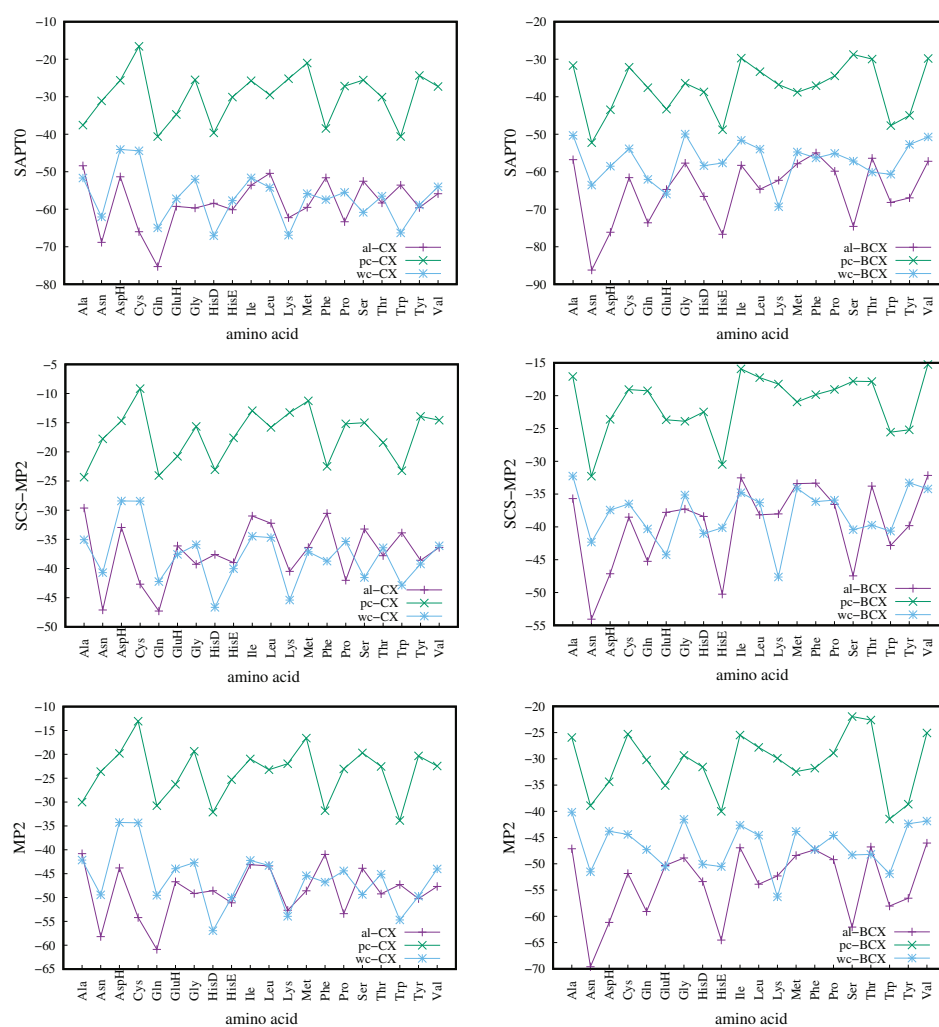 −10
−20
−30
−40
−50
−60
−70
−80
SAPT0
al−CX
pc−CX
wc−CX
Ala
Asn
AspH
Cys
Gln
GluH
Gly
HisD
HisE
Ile
Leu
Lys
Met
Phe
Pro
Ser
Thr
Trp
Tyr
Val
amino acid
−20
−30
−40
−50
−60
−70
−80
−90
SAPT0
al−BCX
pc−BCX
wc−BCX
Ala
Asn
AspH
Cys
Gln
GluH
Gly
HisD
HisE
Ile
Leu
Lys
Met
Phe
Pro
Ser
Thr
Trp
Tyr
Val
amino acid
−5
−10
−15
−20
−25
−30
−35
−40
−45
−50
SCS−MP2
al−CX
pc−CX
wc−CX
Ala
Asn
AspH
Cys
Gln
GluH
Gly
HisD
HisE
Ile
Leu
Lys
Met
Phe
Pro
Ser
Thr
Trp
Tyr
Val
amino acid
−15
−20
−25
−30
−35
−40
−45
−50
−55
SCS−MP2
al−BCX
pc−BCX
wc−BCX
Ala
Asn
AspH
Cys
Gln
GluH
Gly
HisD
HisE
Ile
Leu
Lys
Met
Phe
Pro
Ser
Thr
Trp
Tyr
Val
amino acid
−10
−15
−20
−25
−30
−35
−40
−45
−50
−55
−60
−65
MP2
al−CX
pc−CX
wc−CX
Ala
Asn
AspH
Cys
Gln
GluH
Gly
HisD
HisE
Ile
Leu
Lys
Met
Phe
Pro
Ser
Thr
Trp
Tyr
Val
amino acid
−20
−25
−30
−35
−40
−45
−50
−55
−60
−65
−70
MP2
al−BCX
pc−BCX
wc−BCX
Ala
Asn
AspH
Cys
Gln
GluH
Gly
HisD
HisE
Ile
Leu
Lys
Met
Phe
Pro
Ser
Thr
Trp
Tyr
Val
amino acid